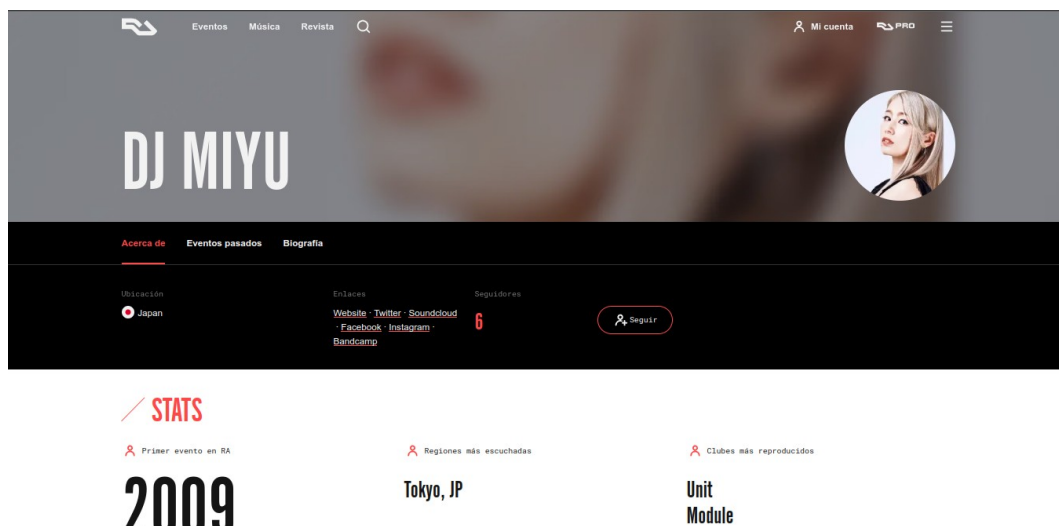 Eventos Música Revista Mi cuenta PRO
DJ MIYU
Acerca de Eventos pasados Biografía
Ubicación Enlaces Seguidores
Japan Website · Twitter · Soundcloud 6 Seguir
· Facebook · Instagram ·
Bandcamp
STATS
Primer evento en RA Regiones más escuchadas Clubes más reproducidos
2009 Tokyo, JP Unit
Module